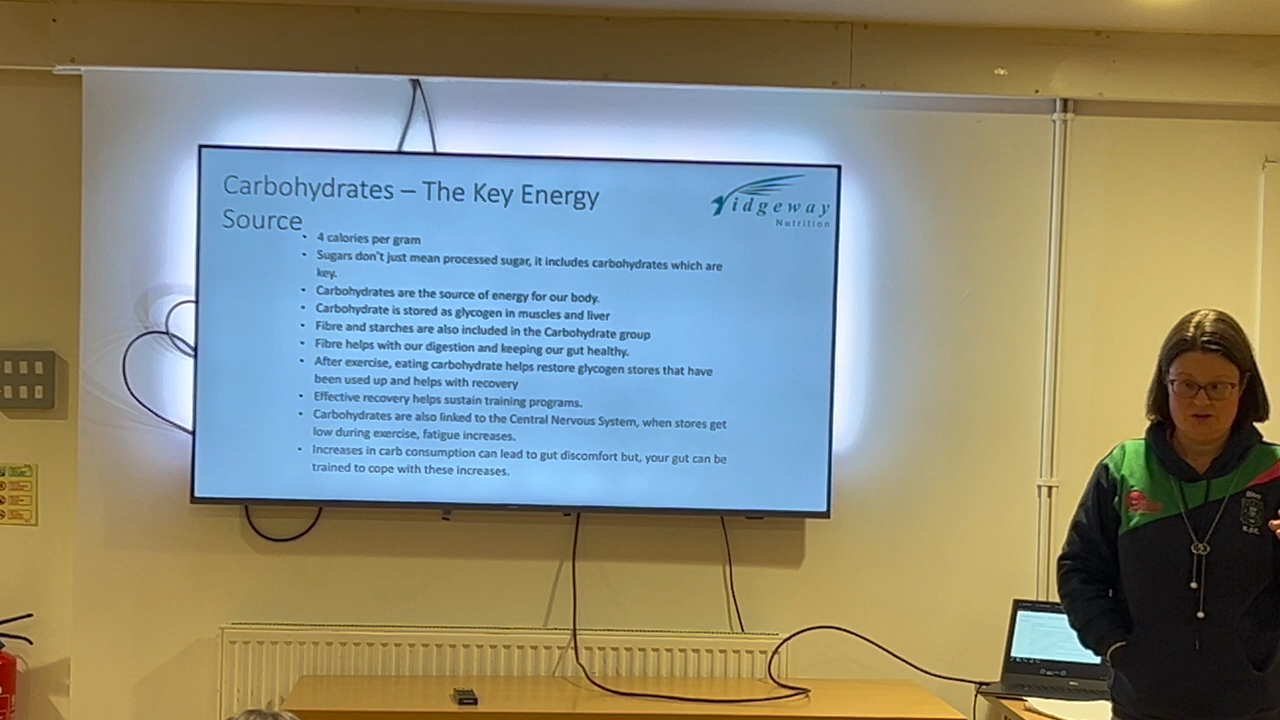 Carbohydrates – The Key Energy
Source
Ridgeway
Nutrition
• 4 calories per gram
• Sugars don't just mean processed sugar, it includes carbohydrates which are
key.
• Carbohydrates are the source of energy for our body.
• Carbohydrate is stored as glycogen in muscles and liver
• Fibre and starches are also included in the Carbohydrate group
• Fibre helps with our digestion and keeping our gut healthy.
• After exercise, eating carbohydrate helps restore glycogen stores that have
been used up and helps with recovery
• Effective recovery helps sustain training programs.
• Carbohydrates are also linked to the Central Nervous System, when stores get
low during exercise, fatigue increases.
• Increases in carb consumption can lead to gut discomfort but, your gut can be
trained to cope with these increases.